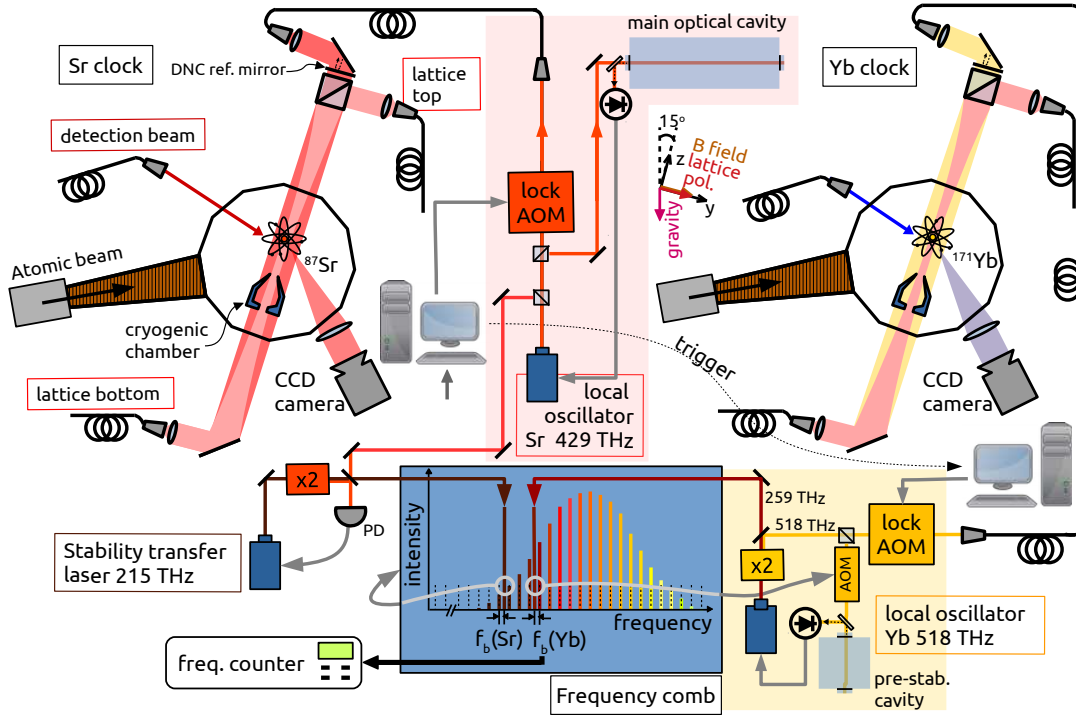 Sr clock
DNC ref. mirror
lattice
top
detection beam
⁸⁷Sr
Atomic beam
cryogenic
chamber
CCD
camera
lattice bottom
main optical cavity
lock
AOM
15°
z
B field
lattice
pol.
y
gravity
local
oscillator
Sr 429 THz
trigger
Yb clock
¹⁷¹Yb
CCD
camera
x2
PD
Stability transfer
laser 215 THz
intensity
frequency
f_b(Sr)
f_b(Yb)
freq. counter
Frequency comb
259 THz
518 THz
x2
lock
AOM
AOM
local oscillator
Yb 518 THz
pre-stab.
cavity